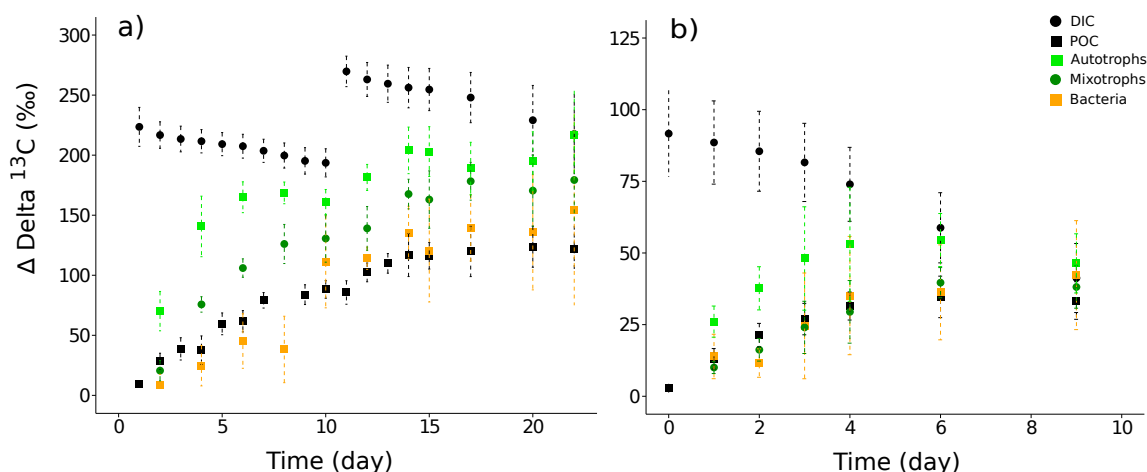 a)
Δ Delta ¹³C (‰)
300
250
200
150
100
50
0
0 5 10 15 20
Time (day)
b)
125
100
75
50
25
0
0 2 4 6 8 10
Time (day)
DIC
POC
Autotrophs
Mixotrophs
Bacteria